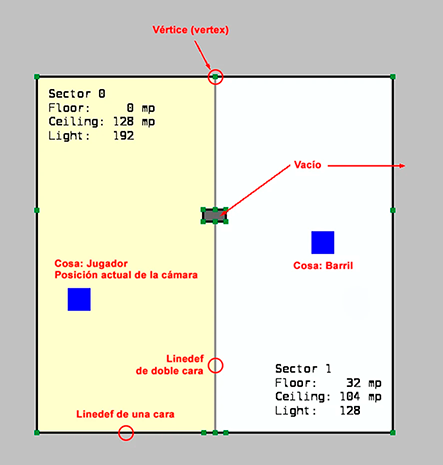 Vértice (vertex)
Sector 0
Floor:     0 mp
Ceiling: 128 mp
Light:   192
Vacío
Cosa: Jugador
Posición actual de la cámara
Cosa: Barril
Linedef
de doble cara
Sector 1
Floor:    32 mp
Ceiling: 104 mp
Light:   128
Linedef de una cara